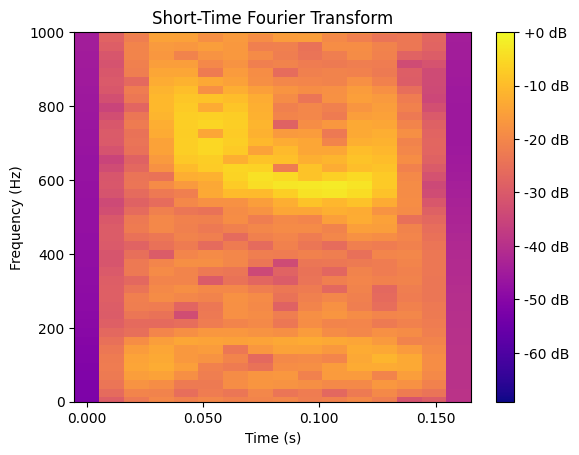 Short-Time Fourier Transform
1000
800
600
400
200
0
Frequency (Hz)
0.000
0.050
0.100
0.150
Time (s)
+0 dB
-10 dB
-20 dB
-30 dB
-40 dB
-50 dB
-60 dB